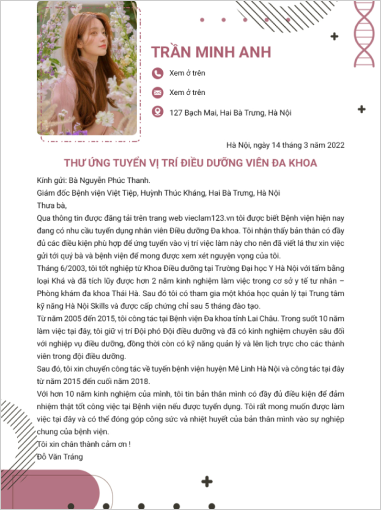 TRẦN MINH ANH
Xem ở trên
Xem ở trên
127 Bạch Mai, Hai Bà Trưng, Hà Nội
Hà Nội, ngày 14 tháng 3 năm 2022
THƯ ỨNG TUYỂN VỊ TRÍ ĐIỀU DƯỠNG VIÊN ĐA KHOA
Kính gửi: Bà Nguyễn Phúc Thanh.
Giám đốc Bệnh viện Việt Tiệp, Huỳnh Thúc Kháng, Hai Bà Trưng, Hà Nội
Thưa bà,
Qua thông tin được đăng tải trên trang web vieclam123.vn tôi được biết Bệnh viện hiện nay
đang có nhu cầu tuyển dụng nhân viên Điều dưỡng Đa khoa. Tôi nhận thấy bản thân có đầy
đủ các điều kiện phù hợp để ứng tuyển vào vị trí việc làm này cho nên đã viết lá thư xin việc
gửi tới quý bà và bệnh viện để mong được xem xét nguyện vọng của tôi.
Tháng 6/2003, tôi tốt nghiệp từ Khoa Điều dưỡng tại Trường Đại học Y Hà Nội với tấm bằng
loại Khá và đã tích lũy được hơn 2 năm kinh nghiệm làm việc trong cơ sở y tế tư nhân –
Phòng khám đa khoa Thái Hà. Sau đó tôi có tham gia một khóa học quản lý tại Trung tâm
kỹ năng Hà Nội Skills và được cấp chứng chỉ sau 5 tháng đào tạo.
Từ năm 2005 đến 2015, tôi công tác tại Bệnh viện Đa khoa tỉnh Lai Châu. Trong suốt 10 năm
làm việc tại đây, tôi giữ vị trí Đội phó Đội điều dưỡng và đã có kinh nghiệm chuyên sâu đối
với nghiệp vụ điều dưỡng, đồng thời còn có kỹ năng quản lý và lên lịch trực cho các thành
viên trong đội điều dưỡng.
Sau đó, tôi xin chuyển công tác về tuyến bệnh viện huyện Mê Linh Hà Nội và công tác tại đây
từ năm 2015 đến cuối năm 2018.
Với hơn 10 năm kinh nghiệm của mình, tôi tin bản thân mình có đầy đủ điều kiện để đảm
nhiệm thật tốt công việc tại Bệnh viện nếu được tuyển dụng. Tôi rất mong muốn được làm
việc tại đây và có thể đóng góp công sức và nhiệt huyết của bản thân mình vào sự nghiệp
chung của bệnh viện.
Tôi xin chân thành cảm ơn !
Đỗ Văn Tráng